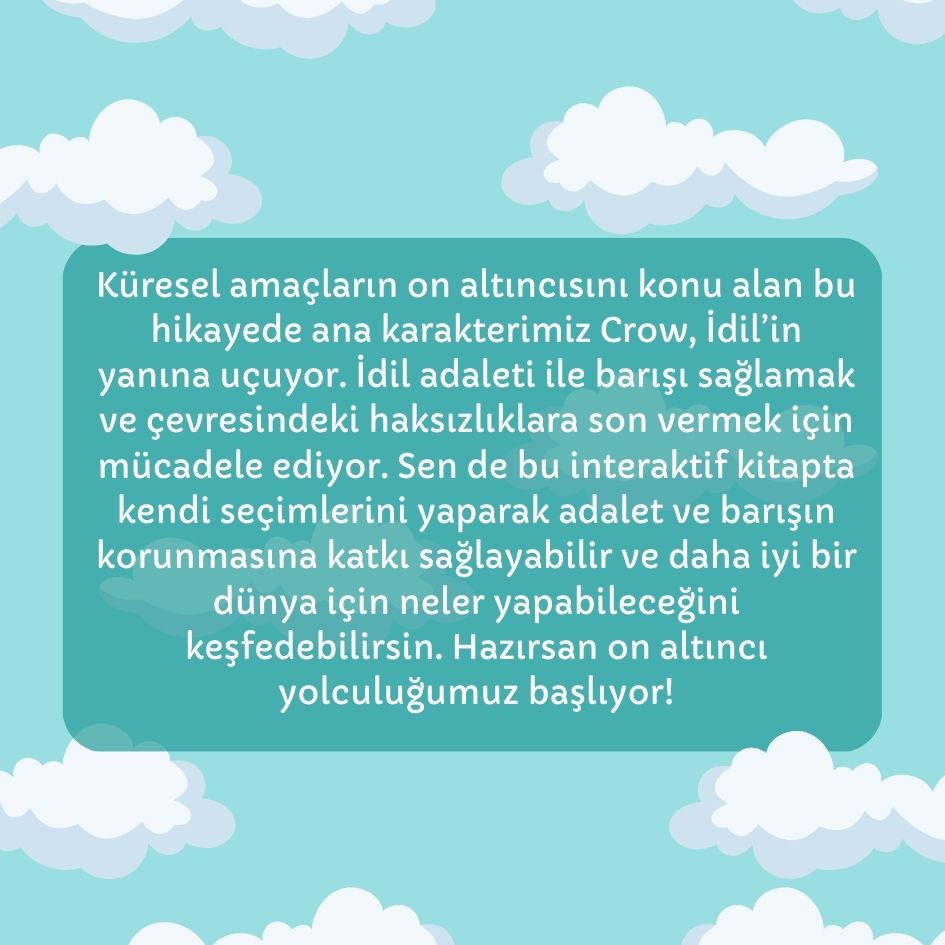 Küresel amaçların on altıncısını konu alan bu
hikayede ana karakterimiz Crow, İdil’in
yanına uçuyor. İdil adaleti ile barışı sağlamak
ve çevresindeki haksızlıklara son vermek için
mücadele ediyor. Sen de bu interaktif kitapta
kendi seçimlerini yaparak adalet ve barışın
korunmasına katkı sağlayabilir ve daha iyi bir
dünya için neler yapabileceğini
keşfedebilirsin. Hazırsan on altıncı
yolculuğumuz başlıyor!